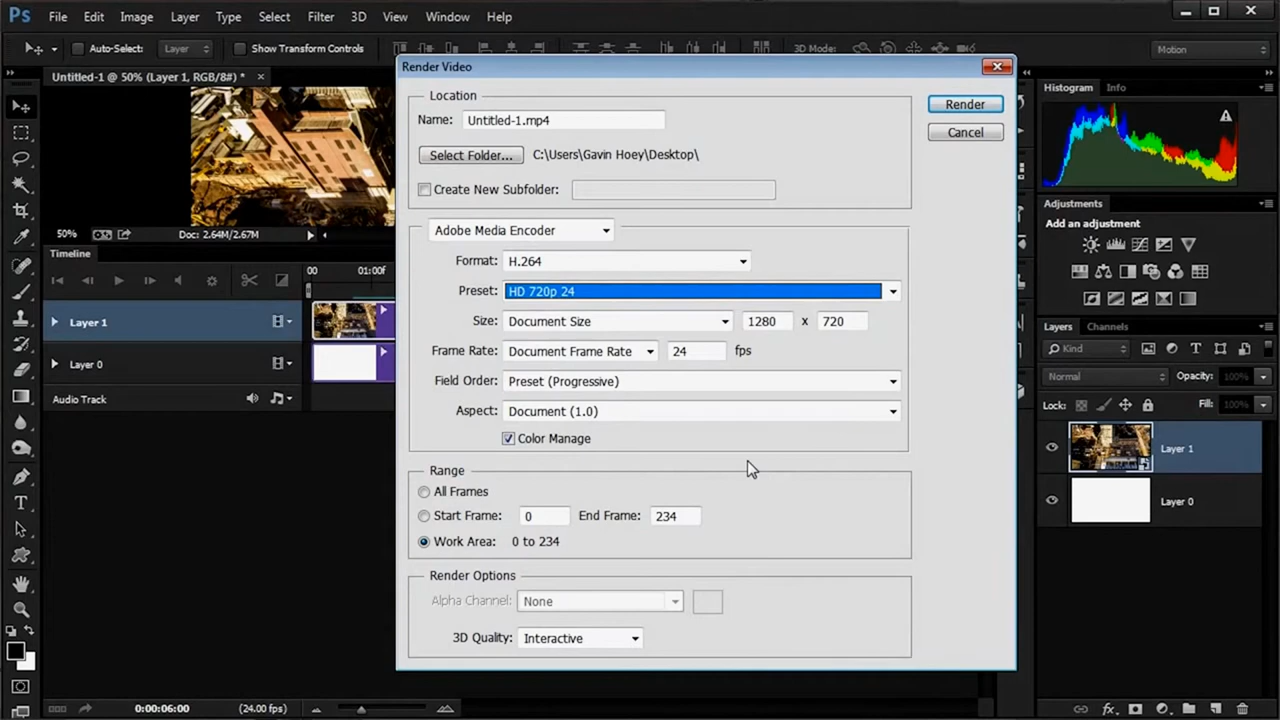 Ps File Edit Image Layer Type Select Filter 3D View Window Help
Auto-Select: Layer Show Transform Controls 3D Mode: Motion
Untitled-1 @ 50% (Layer 1, RGB/8#) * ×
Render Video
Location
Name: Untitled-1.mp4
Select Folder... C:\Users\Gavin Hoey\Desktop\
Create New Subfolder:
Adobe Media Encoder
Format: H.264
Preset: HD 720p 24
Size: Document Size 1280 x 720
Frame Rate: Document Frame Rate 24 fps
Field Order: Preset (Progressive)
Aspect: Document (1.0)
Color Manage
Range
All Frames
Start Frame: 0 End Frame: 234
Work Area: 0 to 234
Render Options
Alpha Channel: None
3D Quality: Interactive
Render
Cancel
50% Doc: 2.64M/2.67M
Timeline
00 01:00f
Layer 1
Layer 0
Audio Track
0:00:06:00 (24.00 fps)
Histogram Info
Adjustments
Add an adjustment
Layers Channels
Kind
Normal Opacity: 100%
Lock: Fill: 100%
Layer 1
Layer 0
fx